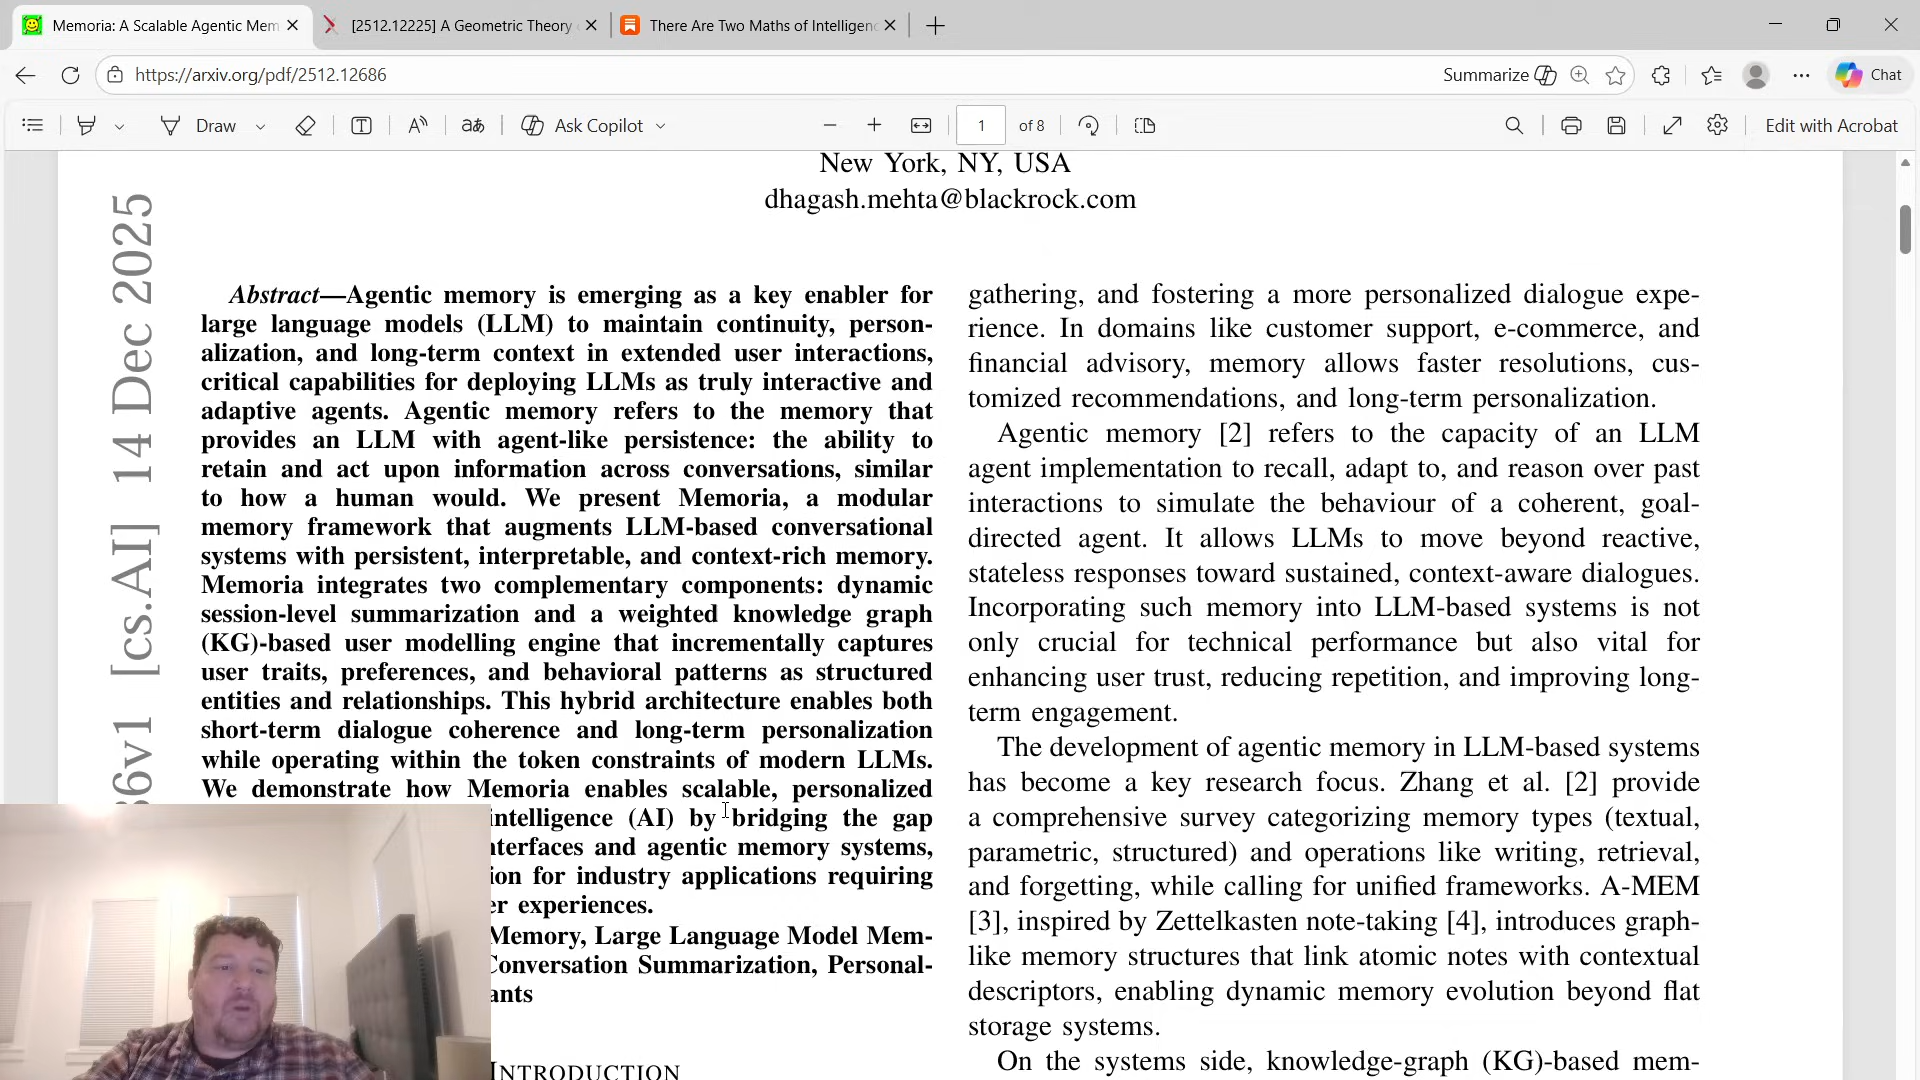 Memoria: A Scalable Agentic Mem
[2512.12225] A Geometric Theory
There Are Two Maths of Intelligen
https://arxiv.org/pdf/2512.12686
Summarize
Chat
Draw
Ask Copilot
1 of 8
Edit with Acrobat
New York, NY, USA
dhagash.mehta@blackrock.com
[cs.AI] 14 Dec 2025
Abstract—Agentic memory is emerging as a key enabler for
large language models (LLM) to maintain continuity, person-
alization, and long-term context in extended user interactions,
critical capabilities for deploying LLMs as truly interactive and
adaptive agents. Agentic memory refers to the memory that
provides an LLM with agent-like persistence: the ability to
retain and act upon information across conversations, similar
to how a human would. We present Memoria, a modular
memory framework that augments LLM-based conversational
systems with persistent, interpretable, and context-rich memory.
Memoria integrates two complementary components: dynamic
session-level summarization and a weighted knowledge graph
(KG)-based user modelling engine that incrementally captures
user traits, preferences, and behavioral patterns as structured
entities and relationships. This hybrid architecture enables both
short-term dialogue coherence and long-term personalization
while operating within the token constraints of modern LLMs.
We demonstrate how Memoria enables scalable, personalized
intelligence (AI) by bridging the gap
nterfaces and agentic memory systems,
ion for industry applications requiring
er experiences.
Memory, Large Language Model Mem-
Conversation Summarization, Personal-
ants
INTRODUCTION
gathering, and fostering a more personalized dialogue expe-
rience. In domains like customer support, e-commerce, and
financial advisory, memory allows faster resolutions, cus-
tomized recommendations, and long-term personalization.
Agentic memory [2] refers to the capacity of an LLM
agent implementation to recall, adapt to, and reason over past
interactions to simulate the behaviour of a coherent, goal-
directed agent. It allows LLMs to move beyond reactive,
stateless responses toward sustained, context-aware dialogues.
Incorporating such memory into LLM-based systems is not
only crucial for technical performance but also vital for
enhancing user trust, reducing repetition, and improving long-
term engagement.
The development of agentic memory in LLM-based systems
has become a key research focus. Zhang et al. [2] provide
a comprehensive survey categorizing memory types (textual,
parametric, structured) and operations like writing, retrieval,
and forgetting, while calling for unified frameworks. A-MEM
[3], inspired by Zettelkasten note-taking [4], introduces graph-
like memory structures that link atomic notes with contextual
descriptors, enabling dynamic memory evolution beyond flat
storage systems.
On the systems side, knowledge-graph (KG)-based mem-